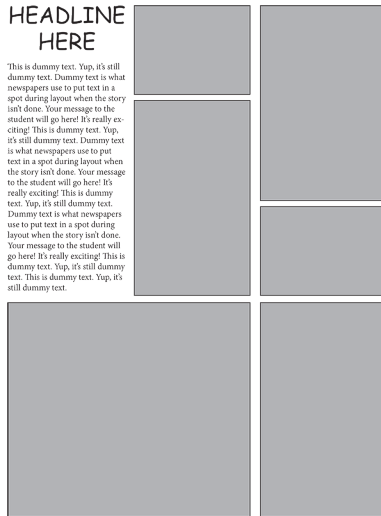 HEADLINE
HERE
This is dummy text. Yup, it's still
dummy text. Dummy text is what
newspapers use to put text in a
spot during layout when the story
isn't done. Your message to the
student will go here! It's really ex-
citing! This is dummy text. Yup,
it's still dummy text. Dummy text
is what newspapers use to put
text in a spot during layout when
the story isn't done. Your message
to the student will go here! It's
really exciting! This is dummy
text. Yup, it's still dummy text.
Dummy text is what newspapers
use to put text in a spot during
layout when the story isn't done.
Your message to the student will
go here! It's really exciting! This is
dummy text. Yup, it's still dummy
text. This is dummy text. Yup, it's
still dummy text.